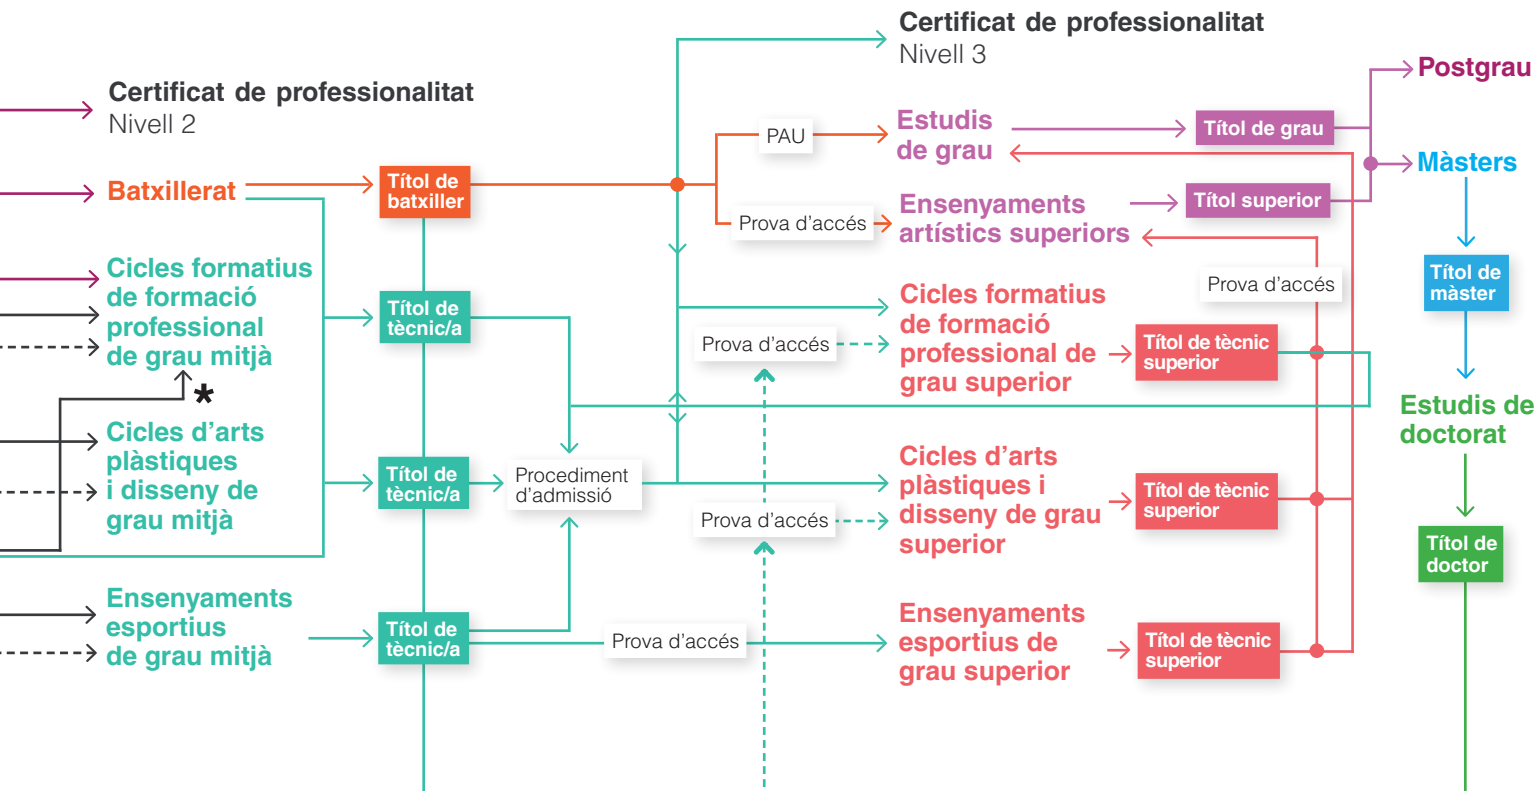 Certificat de professionalitat
Nivell 2
Batxillerat
Cicles formatius
de formació
professional
de grau mitjà
*
Cicles d’arts
plàstiques
i disseny de
grau mitjà
Ensenyaments
esportius
de grau mitjà
Títol de
batxiller
Títol de
tècnic/a
Títol de
tècnic/a
Títol de
tècnic/a
Procediment
d’admissió
Prova d’accés
PAU
Prova d’accés
Prova d’accés
Prova d’accés
Certificat de professionalitat
Nivell 3
Estudis
de grau
Ensenyaments
artístics superiors
Cicles formatius
de formació
professional de
grau superior
Cicles d’arts
plàstiques i
disseny de grau
superior
Ensenyaments
esportius de
grau superior
Títol de grau
Títol superior
Prova d’accés
Títol de tècnic
superior
Títol de tècnic
superior
Títol de tècnic
superior
Postgrau
Màsters
Títol de
màster
Estudis de
doctorat
Títol de
doctor